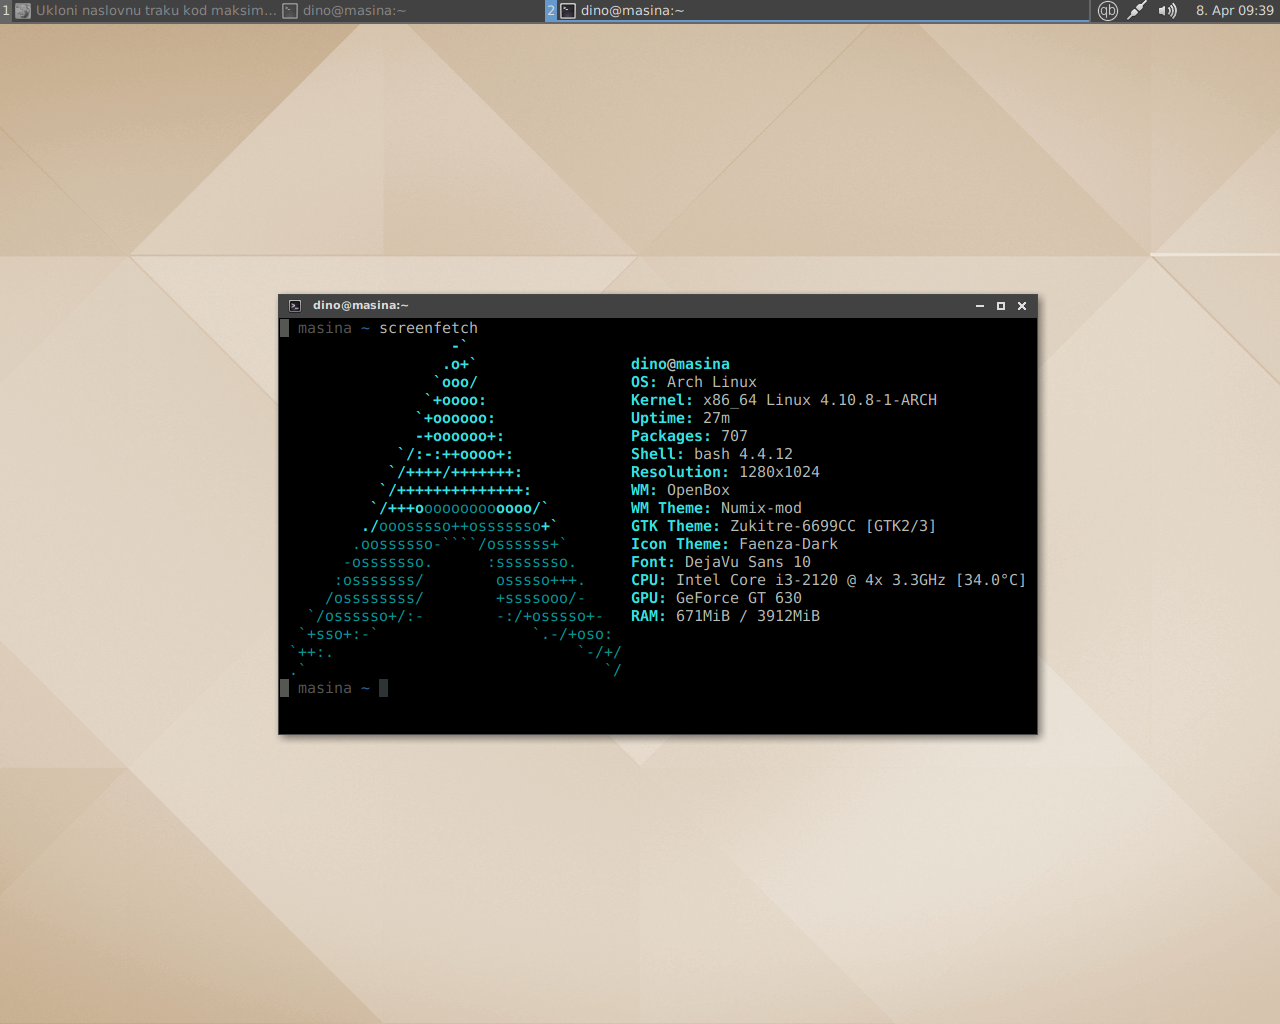 1 Ukloni naslovnu traku kod maksim... dino@masina:~ 2 dino@masina:~ qb 8. Apr 09:39
dino@masina:~
masina ~ screenfetch
-`
.o+` dino@masina
`ooo/ OS: Arch Linux
`+oooo: Kernel: x86_64 Linux 4.10.8-1-ARCH
`+oooooo: Uptime: 27m
-+oooooo+: Packages: 707
`/:-:++oooo+: Shell: bash 4.4.12
`/++++/+++++++: Resolution: 1280x1024
`/++++++++++++++: WM: OpenBox
`/+++ooooooooooooo/` WM Theme: Numix-mod
./ooosssso++osssssso+` GTK Theme: Zukitre-6699CC [GTK2/3]
.oossssso-````/ossssss+` Icon Theme: Faenza-Dark
-osssssso. :ssssssso. Font: DejaVu Sans 10
:osssssss/ osssso+++. CPU: Intel Core i3-2120 @ 4x 3.3GHz [34.0°C]
/ossssssss/ +ssssooo/- GPU: GeForce GT 630
`/ossssso+/:- -:/+osssso+- RAM: 671MiB / 3912MiB
`+sso+:-` `.-/+oso:
`++:. `-/+/
.` `/
masina ~